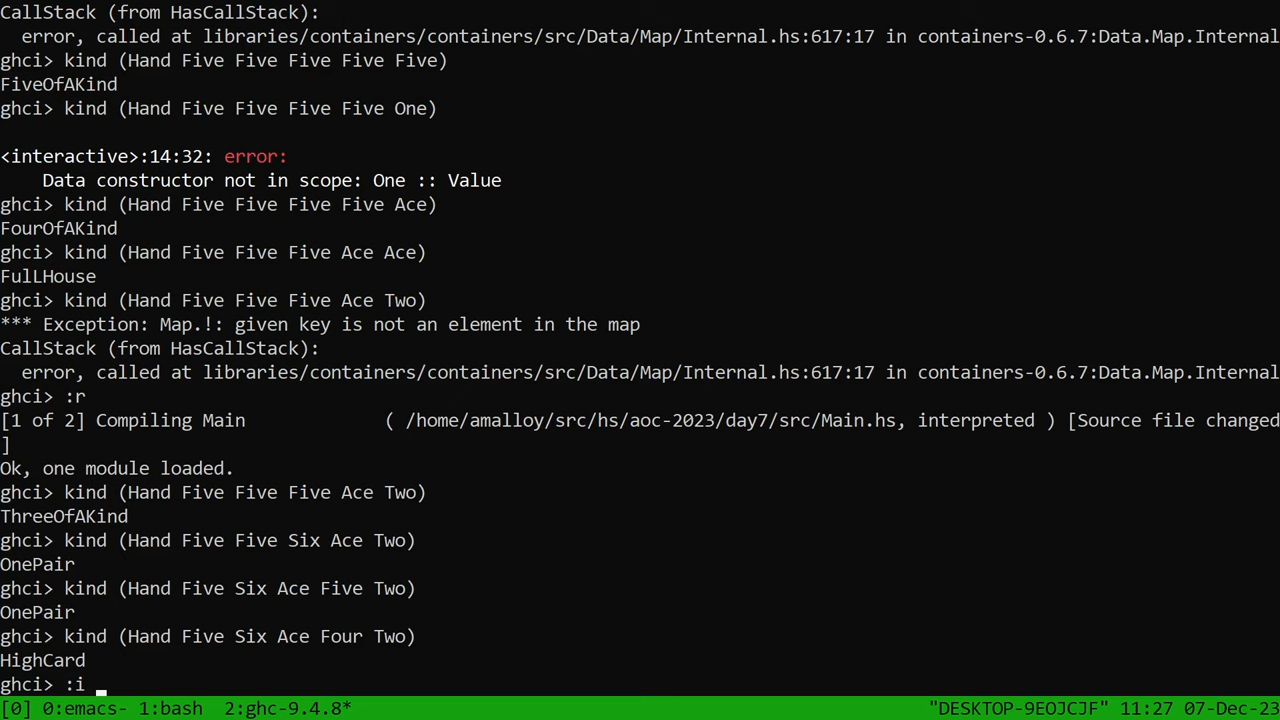 CallStack (from HasCallStack):
  error, called at libraries/containers/containers/src/Data/Map/Internal.hs:617:17 in containers-0.6.7:Data.Map.Internal
ghci> kind (Hand Five Five Five Five Five)
FiveOfAKind
ghci> kind (Hand Five Five Five Five One)

<interactive>:14:32: error:
    Data constructor not in scope: One :: Value
ghci> kind (Hand Five Five Five Five Ace)
FourOfAKind
ghci> kind (Hand Five Five Five Ace Ace)
FulLHouse
ghci> kind (Hand Five Five Five Ace Two)
*** Exception: Map.!: given key is not an element in the map
CallStack (from HasCallStack):
  error, called at libraries/containers/containers/src/Data/Map/Internal.hs:617:17 in containers-0.6.7:Data.Map.Internal
ghci> :r
[1 of 2] Compiling Main             ( /home/amalloy/src/hs/aoc-2023/day7/src/Main.hs, interpreted ) [Source file changed
]
Ok, one module loaded.
ghci> kind (Hand Five Five Five Ace Two)
ThreeOfAKind
ghci> kind (Hand Five Five Six Ace Two)
OnePair
ghci> kind (Hand Five Six Ace Five Two)
OnePair
ghci> kind (Hand Five Six Ace Four Two)
HighCard
ghci> :i
[0] 0:emacs- 1:bash  2:ghc-9.4.8* "DESKTOP-9EOJCJF" 11:27 07-Dec-23